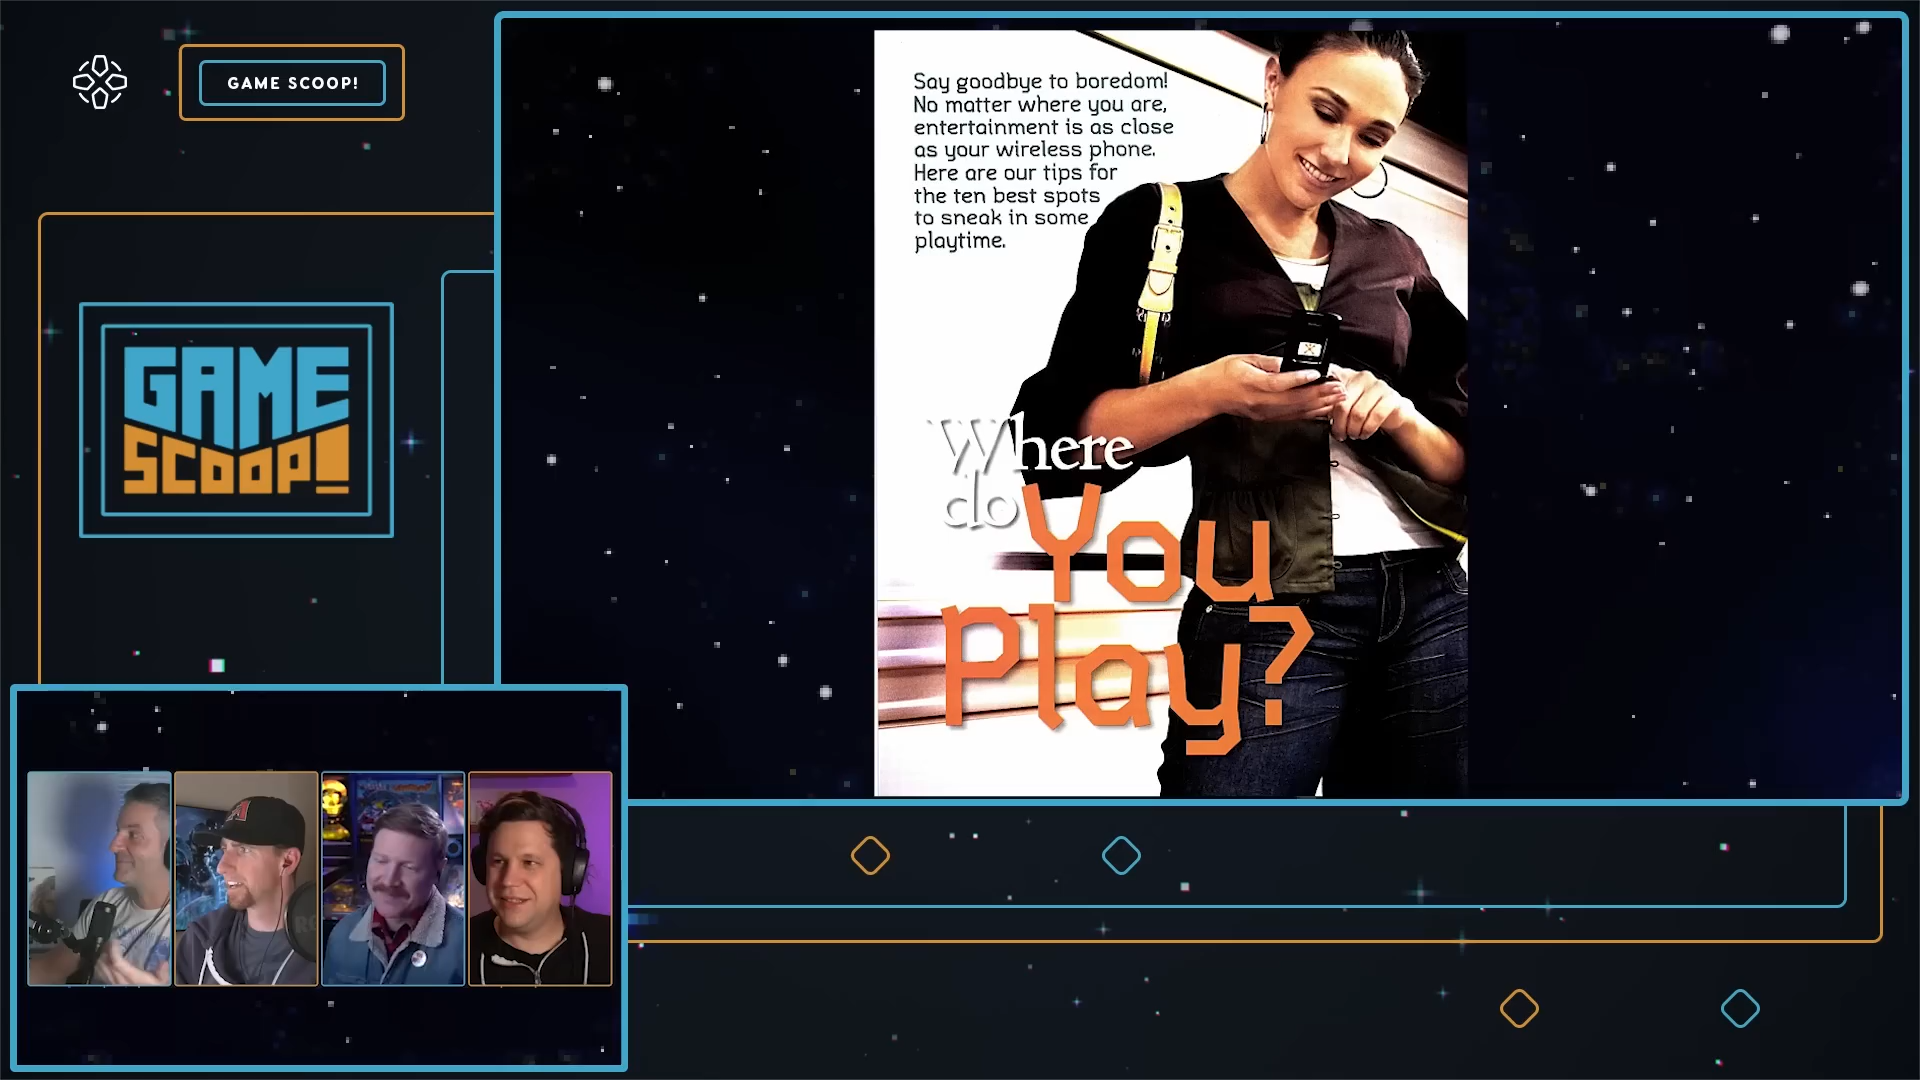 GAME SCOOP!
GAME
SCOOP!
Say goodbye to boredom!
No matter where you are,
entertainment is as close
as your wireless phone.
Here are our tips for
the ten best spots
to sneak in some
playtime.
Where
do You
Play?